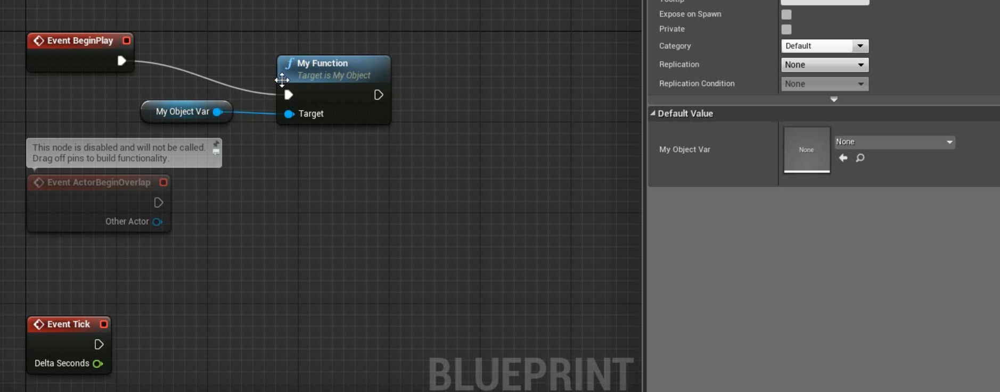 Event BeginPlay
My Function
Target is My Object
Target
My Object Var
This node is disabled and will not be called.
Drag off pins to build functionality.
Event ActorBeginOverlap
Other Actor
Event Tick
Delta Seconds
BLUEPRINT
Tooltip
Expose on Spawn
Private
Category Default
Replication None
Replication Condition None
Default Value
My Object Var None None